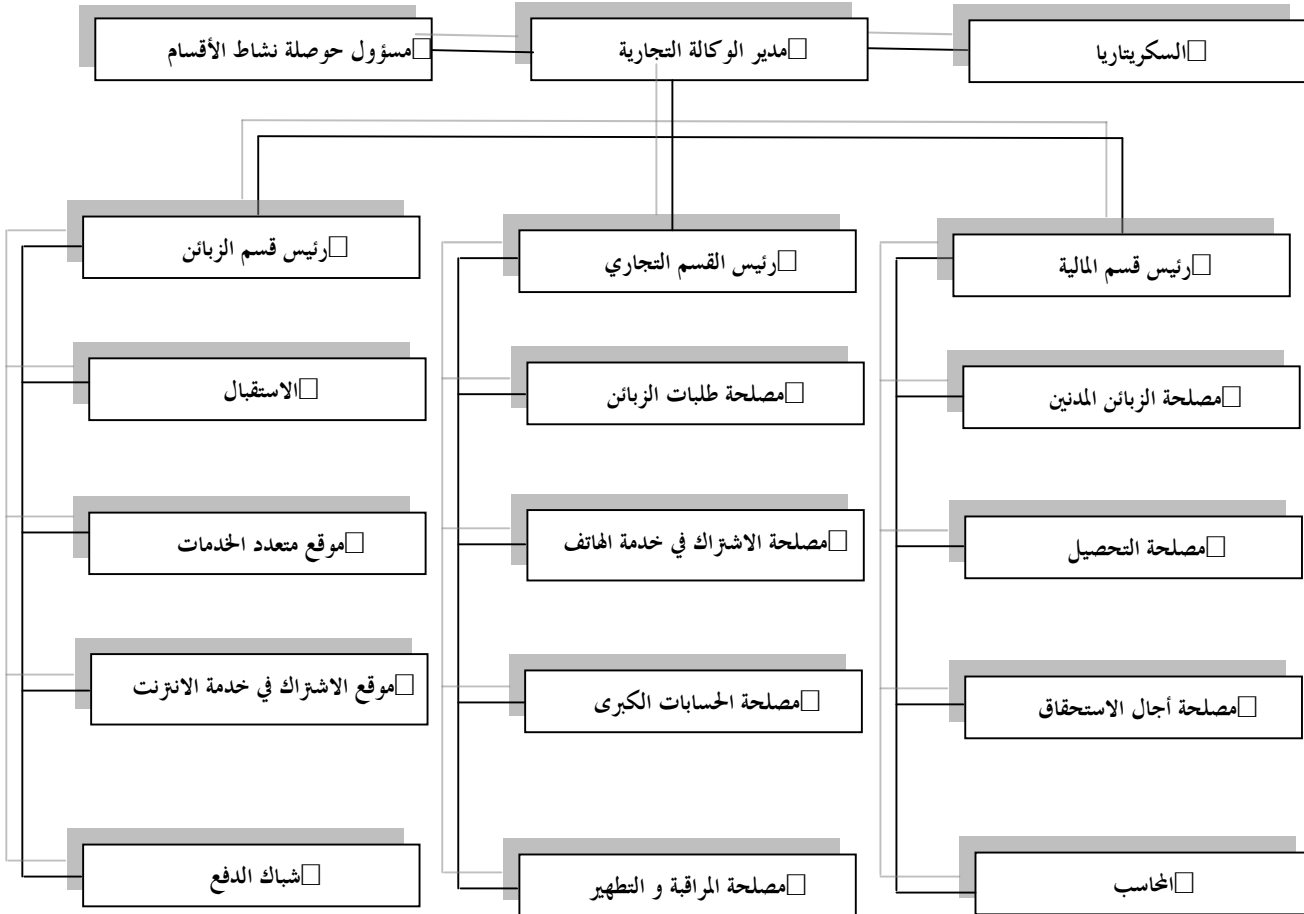 السكريتاريا
مدير الوكالة التجارية
مسؤول حوصلة نشاط الأقسام
رئيس قسم المالية
رئيس القسم التجاري
رئيس قسم الزبائن
مصلحة الزبائن المدنين
مصلحة طلبات الزبائن
الاستقبال
مصلحة التحصيل
مصلحة الاشتراك في خدمة الهاتف
موقع متعدد الخدمات
مصلحة أجال الاستحقاق
مصلحة الحسابات الكبرى
موقع الاشتراك في خدمة الانترنت
المحاسب
مصلحة المراقبة و التطهير
شباك الدفع